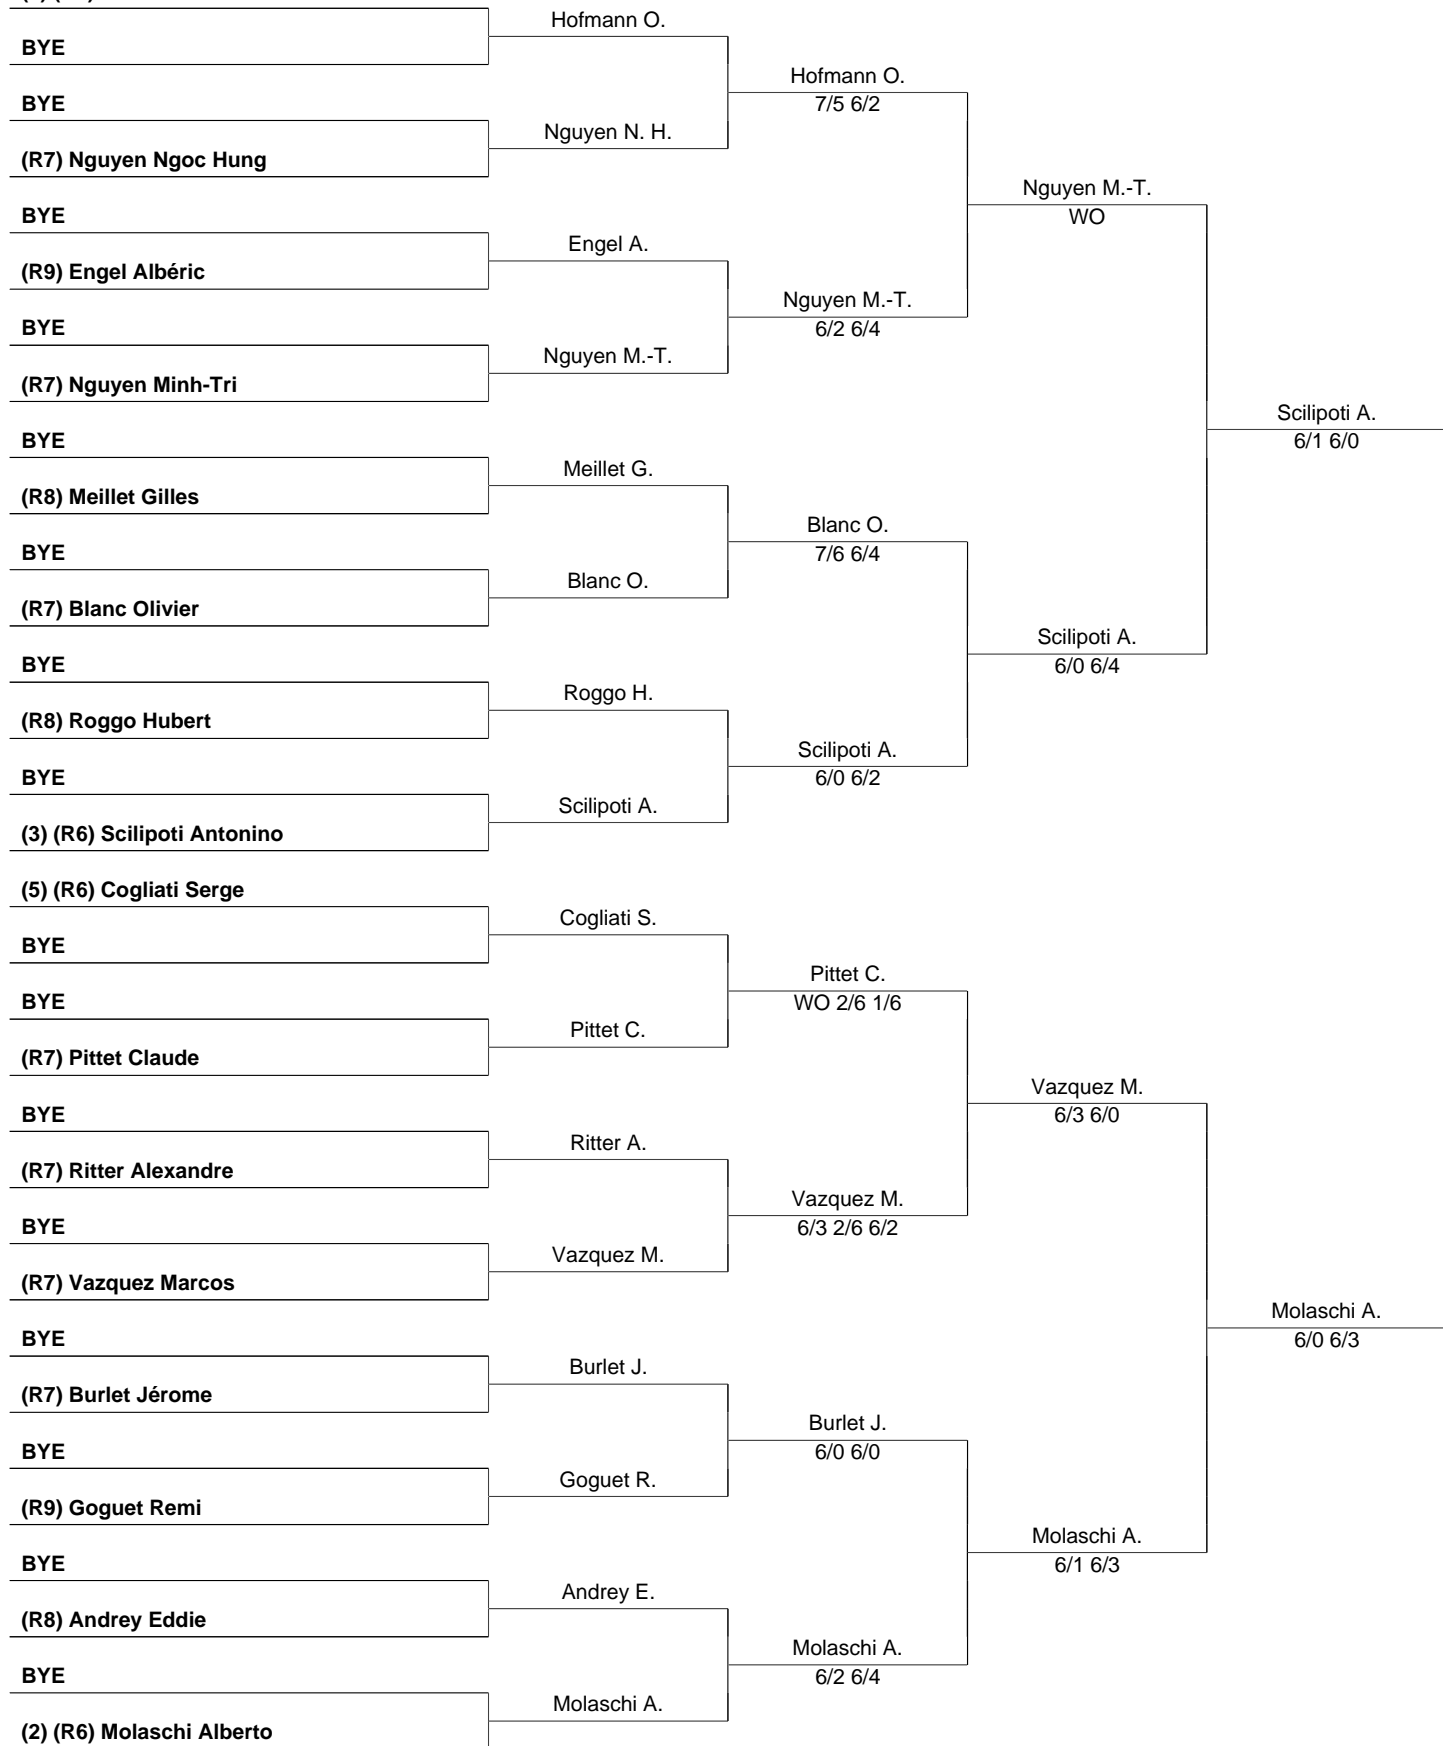 BYE
BYE
(R7) Nguyen Ngoc Hung
BYE
(R9) Engel Albéric
BYE
(R7) Nguyen Minh-Tri
BYE
(R8) Meillet Gilles
BYE
(R7) Blanc Olivier
BYE
(R8) Roggo Hubert
BYE
(3) (R6) Scilipoti Antonino
(5) (R6) Cogliati Serge
BYE
BYE
(R7) Pittet Claude
BYE
(R7) Ritter Alexandre
BYE
(R7) Vazquez Marcos
BYE
(R7) Burlet Jérome
BYE
(R9) Goguet Remi
BYE
(R8) Andrey Eddie
BYE
(2) (R6) Molaschi Alberto
Hofmann O.
Nguyen N. H.
Engel A.
Nguyen M.-T.
Meillet G.
Blanc O.
Roggo H.
Scilipoti A.
Cogliati S.
Pittet C.
Ritter A.
Vazquez M.
Burlet J.
Goguet R.
Andrey E.
Molaschi A.
Hofmann O.
7/5 6/2
Nguyen M.-T.
6/2 6/4
Blanc O.
7/6 6/4
Scilipoti A.
6/0 6/2
Pittet C.
WO 2/6 1/6
Vazquez M.
6/3 2/6 6/2
Burlet J.
6/0 6/0
Molaschi A.
6/2 6/4
Nguyen M.-T.
WO
Scilipoti A.
6/0 6/4
Vazquez M.
6/3 6/0
Molaschi A.
6/1 6/3
Scilipoti A.
6/1 6/0
Molaschi A.
6/0 6/3